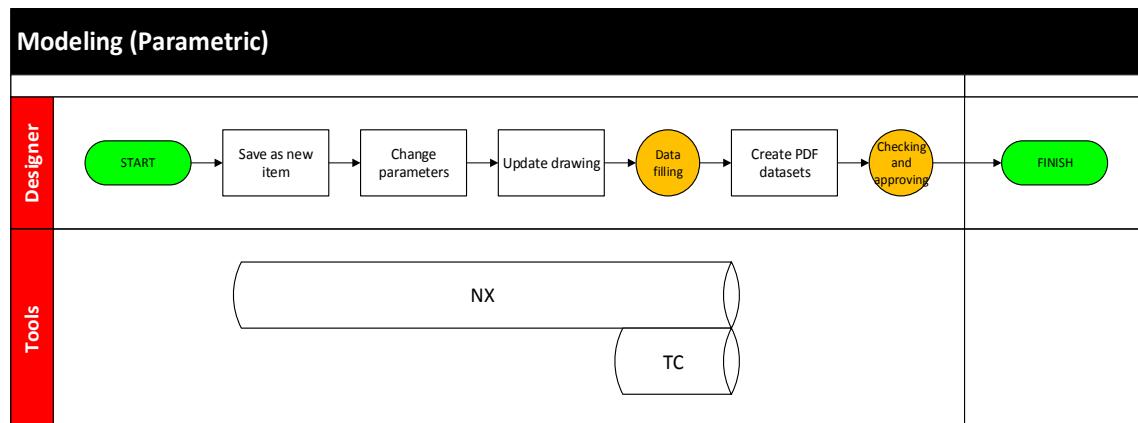 Modeling (Parametric)
Designer
START
Save as new
item
Change
parameters
Update drawing
Data
filling
Create PDF
datasets
Checking
and
approving
FINISH
Tools
NX
TC